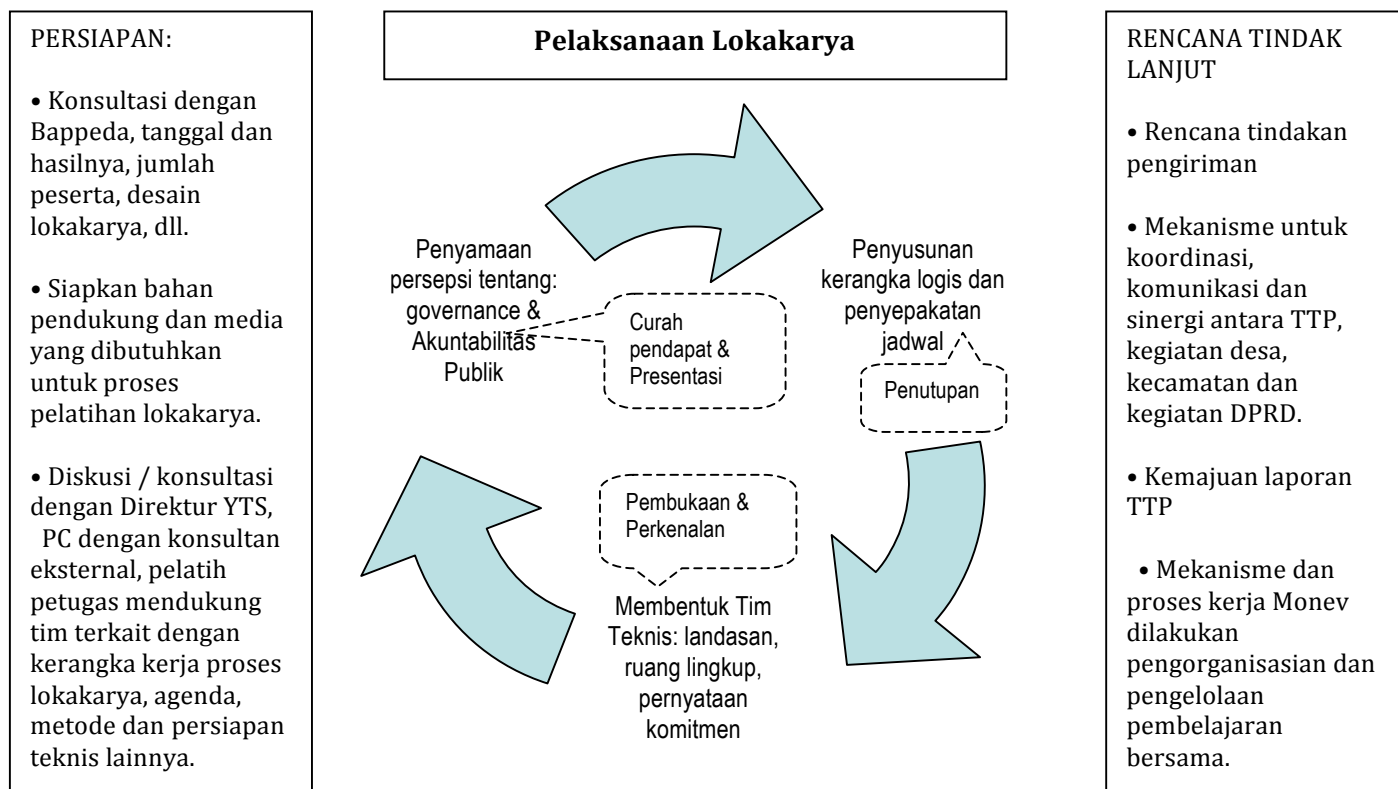 PERSIAPAN:
• Konsultasi dengan
Bappeda, tanggal dan
hasilnya, jumlah
peserta, desain
lokakarya, dll.
• Siapkan bahan
pendukung dan media
yang dibutuhkan
untuk proses
pelatihan lokakarya.
• Diskusi / konsultasi
dengan Direktur YTS,
PC dengan konsultan
eksternal, pelatih
petugas mendukung
tim terkait dengan
kerangka kerja proses
lokakarya, agenda,
metode dan persiapan
teknis lainnya.
Pelaksanaan Lokakarya
Penyamaan
persepsi tentang:
governance &
Akuntabilitas
Publik
Curah
pendapat &
Presentasi
Penyusunan
kerangka logis dan
penyepakatan
jadwal
Penutupan
Pembukaan &
Perkenalan
Membentuk Tim
Teknis: landasan,
ruang lingkup,
pernyataan
komitmen
RENCANA TINDAK
LANJUT
• Rencana tindakan
pengiriman
• Mekanisme untuk
koordinasi,
komunikasi dan
sinergi antara TTP,
kegiatan desa,
kecamatan dan
kegiatan DPRD.
• Kemajuan laporan
TTP
• Mekanisme dan
proses kerja Monev
dilakukan
pengorganisasian dan
pengelolaan
pembelajaran
bersama.